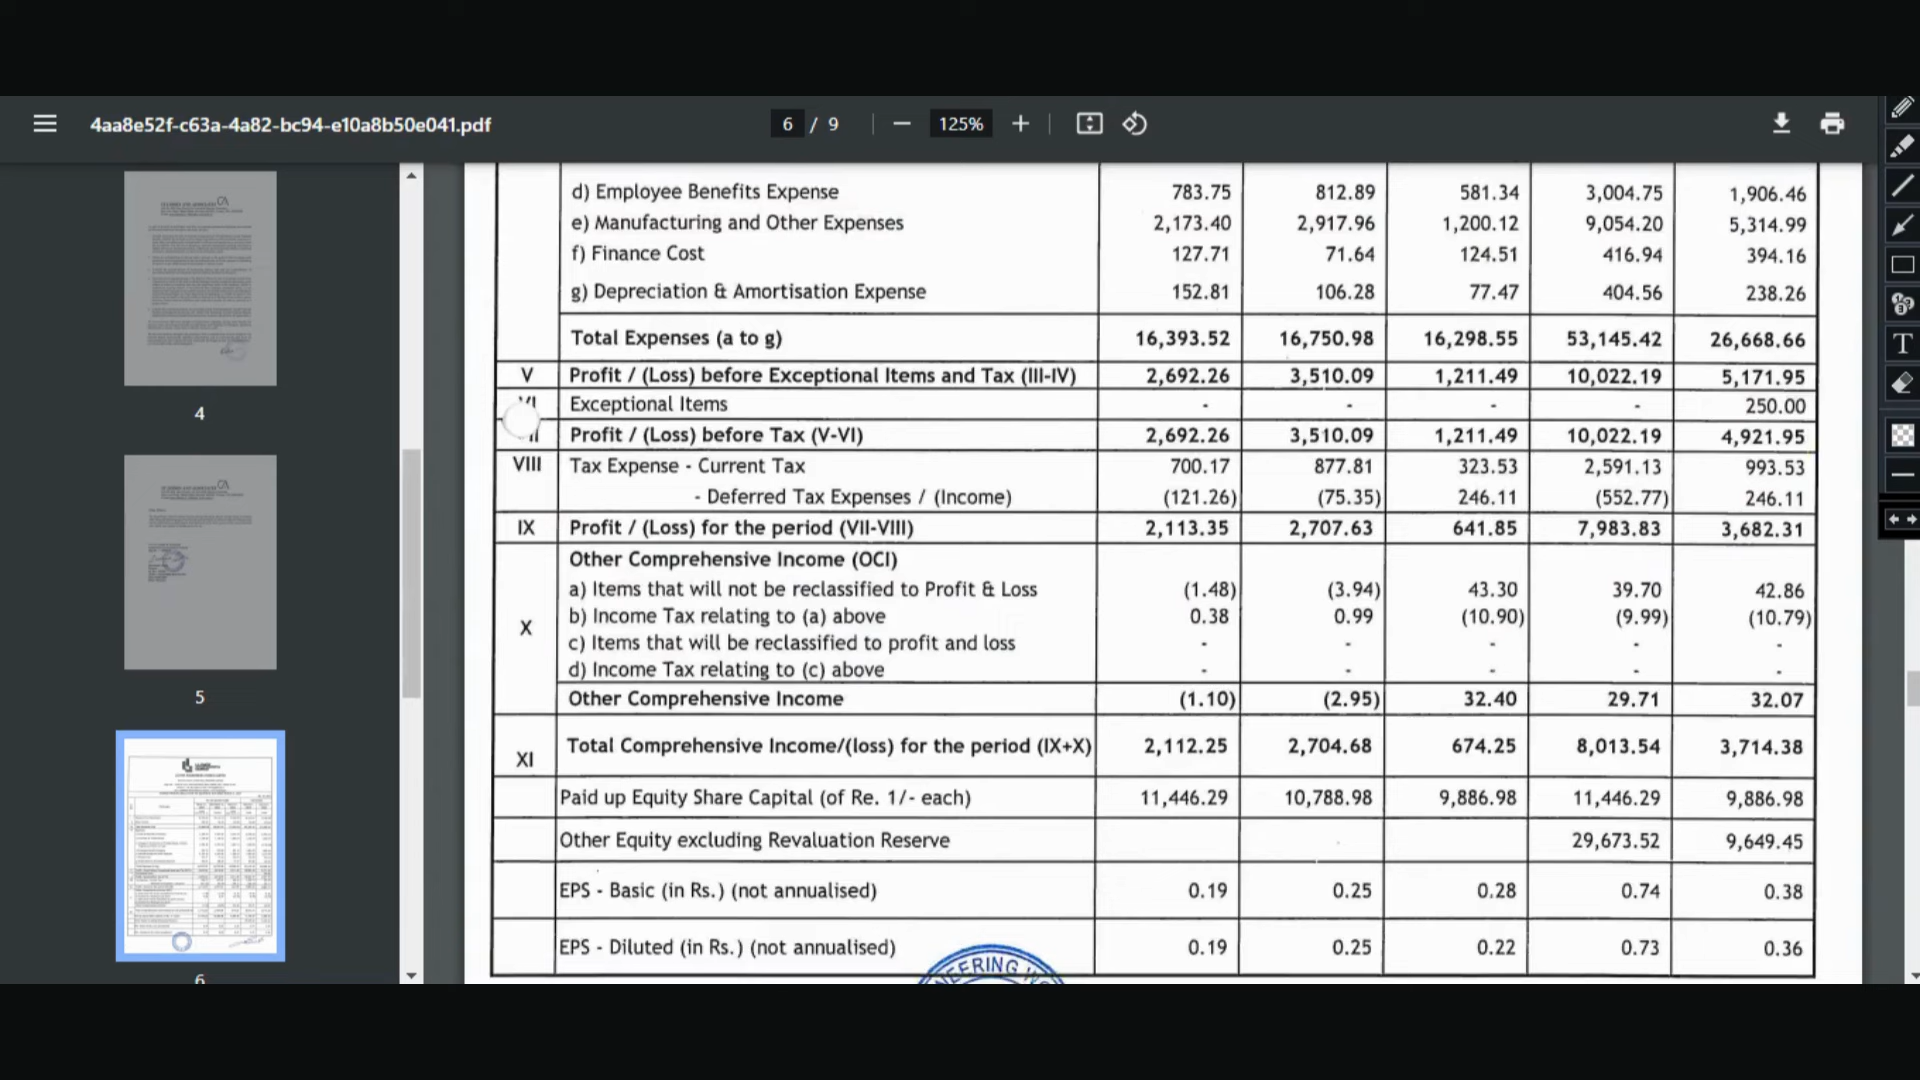 4aa8e52f-c63a-4a82-bc94-e10a8b50e041.pdf
6 / 9
125%
4
5
6
d) Employee Benefits Expense 783.75 812.89 581.34 3,004.75 1,906.46
e) Manufacturing and Other Expenses 2,173.40 2,917.96 1,200.12 9,054.20 5,314.99
f) Finance Cost 127.71 71.64 124.51 416.94 394.16
g) Depreciation & Amortisation Expense 152.81 106.28 77.47 404.56 238.26
Total Expenses (a to g) 16,393.52 16,750.98 16,298.55 53,145.42 26,668.66
V Profit / (Loss) before Exceptional Items and Tax (III-IV) 2,692.26 3,510.09 1,211.49 10,022.19 5,171.95
VI Exceptional Items - - - - 250.00
Profit / (Loss) before Tax (V-VI) 2,692.26 3,510.09 1,211.49 10,022.19 4,921.95
VIII Tax Expense - Current Tax 700.17 877.81 323.53 2,591.13 993.53
- Deferred Tax Expenses / (Income) (121.26) (75.35) 246.11 (552.77) 246.11
IX Profit / (Loss) for the period (VII-VIII) 2,113.35 2,707.63 641.85 7,983.83 3,682.31
X
Other Comprehensive Income (OCI)
a) Items that will not be reclassified to Profit & Loss (1.48) (3.94) 43.30 39.70 42.86
b) Income Tax relating to (a) above 0.38 0.99 (10.90) (9.99) (10.79)
c) Items that will be reclassified to profit and loss - - - - -
d) Income Tax relating to (c) above - - - - -
Other Comprehensive Income (1.10) (2.95) 32.40 29.71 32.07
XI Total Comprehensive Income/(loss) for the period (IX+X) 2,112.25 2,704.68 674.25 8,013.54 3,714.38
Paid up Equity Share Capital (of Re. 1/- each) 11,446.29 10,788.98 9,886.98 11,446.29 9,886.98
Other Equity excluding Revaluation Reserve 29,673.52 9,649.45
EPS - Basic (in Rs.) (not annualised) 0.19 0.25 0.28 0.74 0.38
EPS - Diluted (in Rs.) (not annualised) 0.19 0.25 0.22 0.73 0.36
T